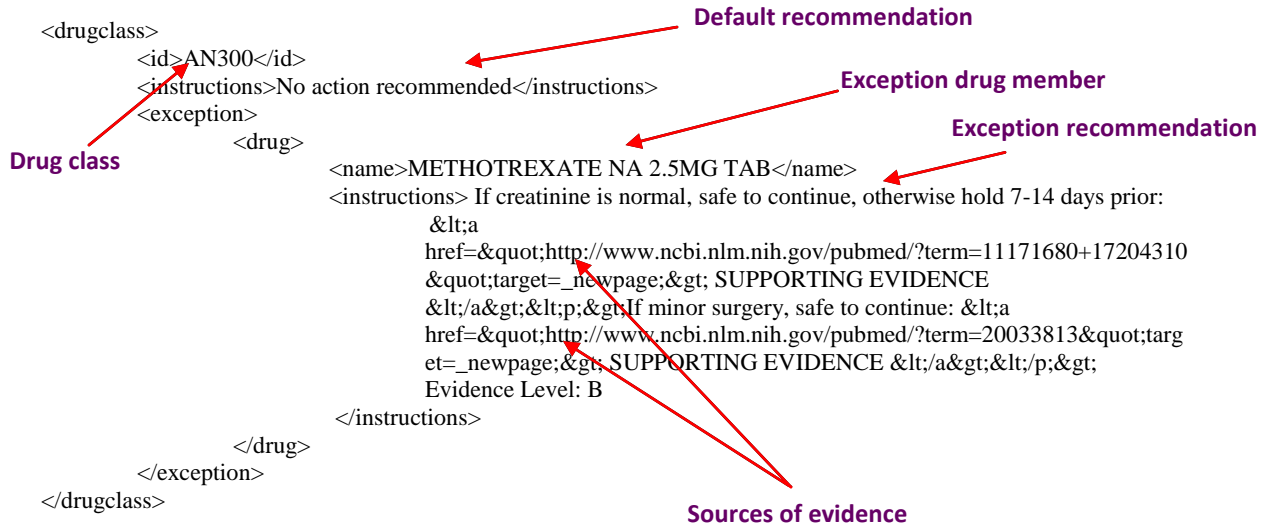 Default recommendation
<drugclass>
<id>AN300</id>
<instructions>No action recommended</instructions>
Exception drug member
<exception>
Exception recommendation
<drug>
Drug class
<name>METHOTREXATE NA 2.5MG TAB</name>
<instructions> If creatinine is normal, safe to continue, otherwise hold 7-14 days prior:
&lt;a
href=&quot;http://www.ncbi.nlm.nih.gov/pubmed/?term=11171680+17204310
&quot;target=_newpage;&gt; SUPPORTING EVIDENCE
&lt;/a&gt;&lt;p;&gt;If minor surgery, safe to continue: &lt;a
href=&quot;http://www.ncbi.nlm.nih.gov/pubmed/?term=20033813&quot;targ
et=_newpage;&gt; SUPPORTING EVIDENCE &lt;/a&gt;&lt;/p;&gt;
Evidence Level: B
</instructions>
</drug>
</exception>
</drugclass>
Sources of evidence